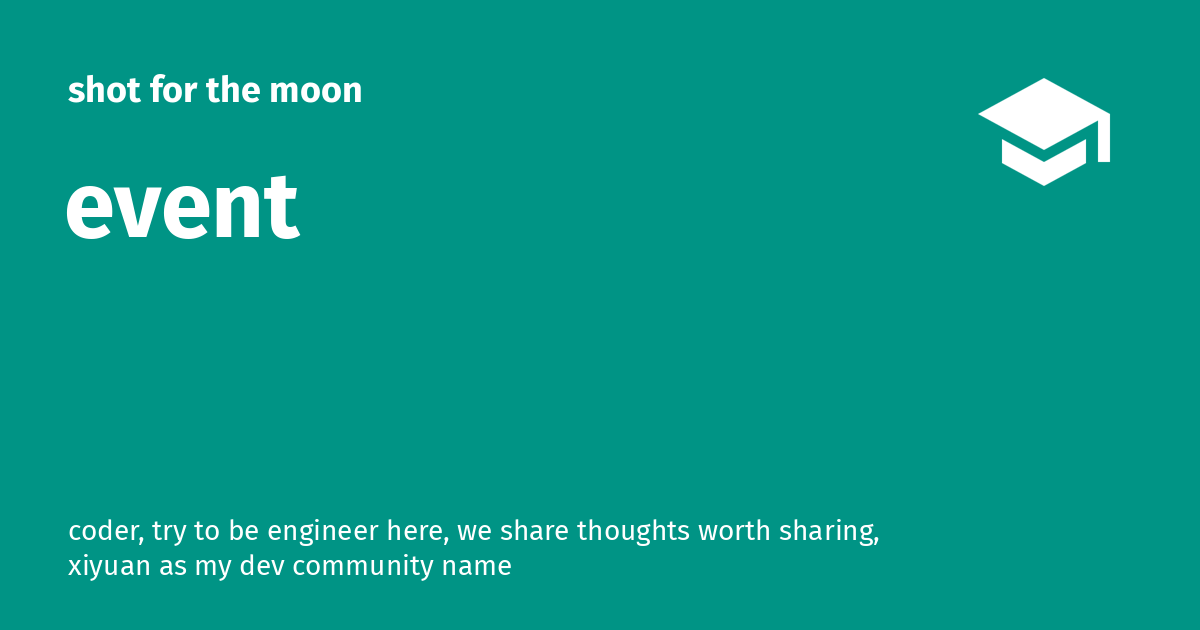 shot for the moon
event
coder, try to be engineer here, we share thoughts worth sharing,
xiyuan as my dev community name